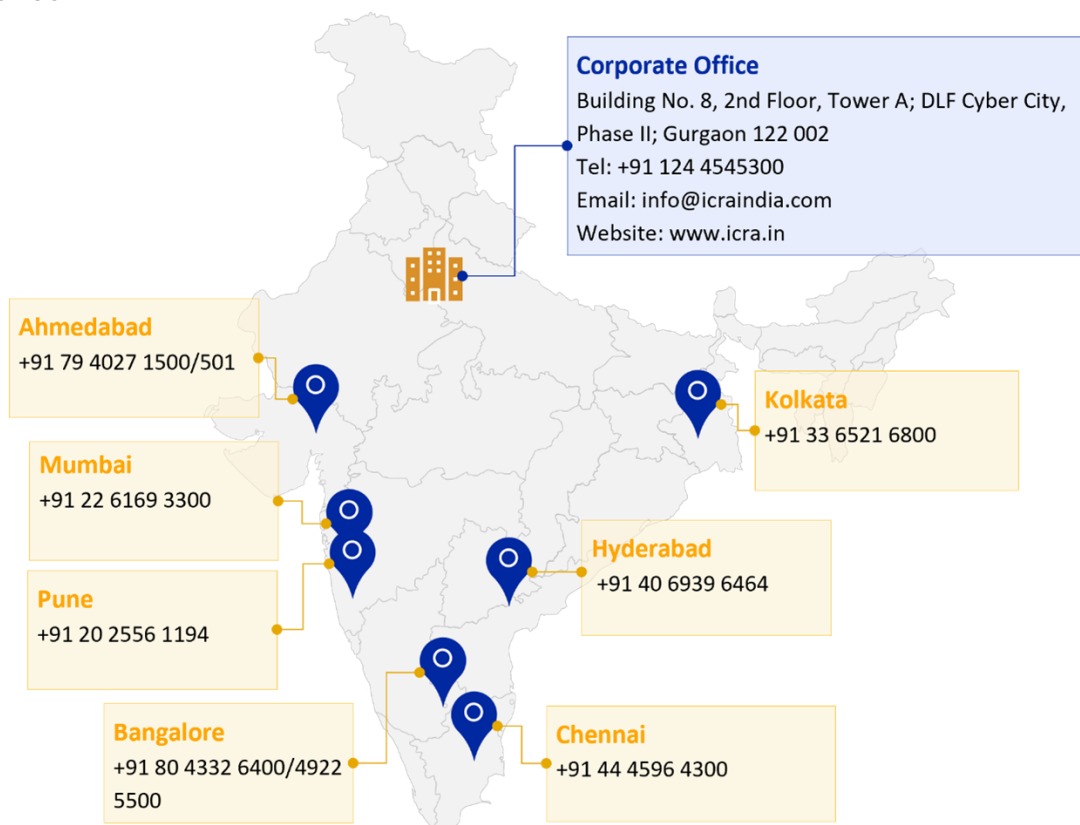 Corporate Office
Building No. 8, 2nd Floor, Tower A; DLF Cyber City,
Phase II; Gurgaon 122 002
Tel: +91 124 4545300
Email: info@icraindia.com
Website: www.icra.in
Ahmedabad
+91 79 4027 1500/501
Kolkata
+91 33 6521 6800
Mumbai
+91 22 6169 3300
Hyderabad
+91 40 6939 6464
Pune
+91 20 2556 1194
Bangalore
+91 80 4332 6400/4922
5500
Chennai
+91 44 4596 4300